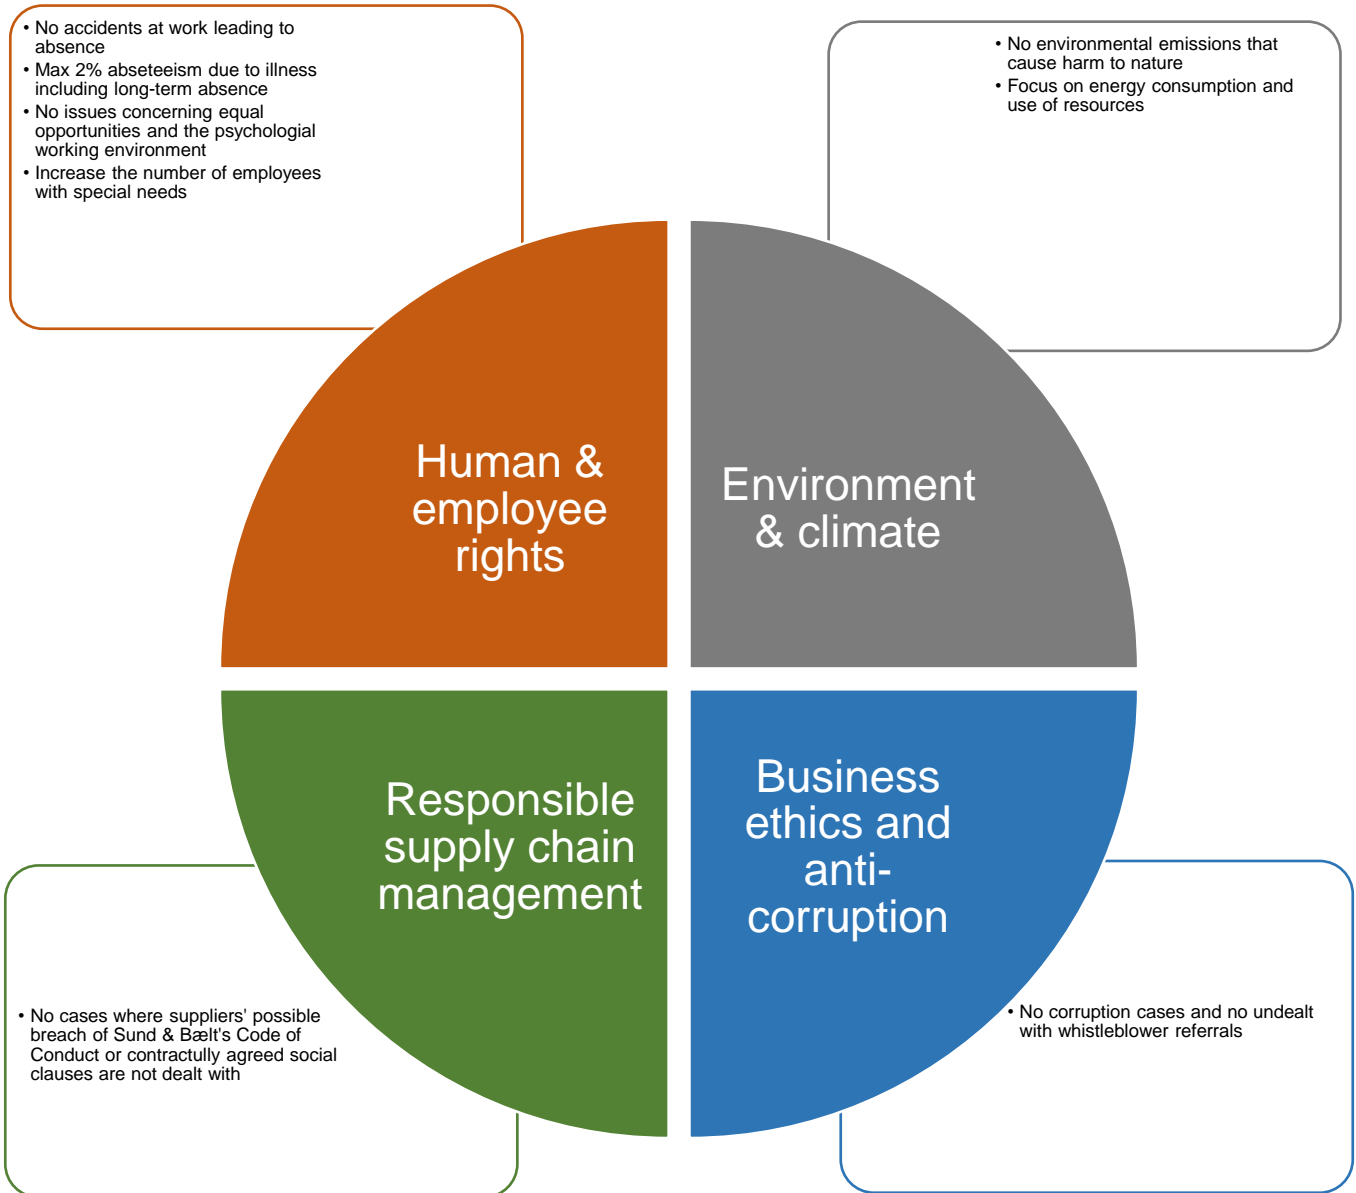 • No accidents at work leading to
absence
• Max 2% abseteeism due to illness
including long-term absence
• No issues concerning equal
opportunities and the psychologial
working environment
• Increase the number of employees
with special needs
• No environmental emissions that
cause harm to nature
• Focus on energy consumption and
use of resources
Human &
employee
rights
Environment
& climate
Responsible
supply chain
management
Business
ethics and
anti-
corruption
• No cases where suppliers' possible
breach of Sund & Bælt's Code of
Conduct or contractully agreed social
clauses are not dealt with
• No corruption cases and no undealt
with whistleblower referrals